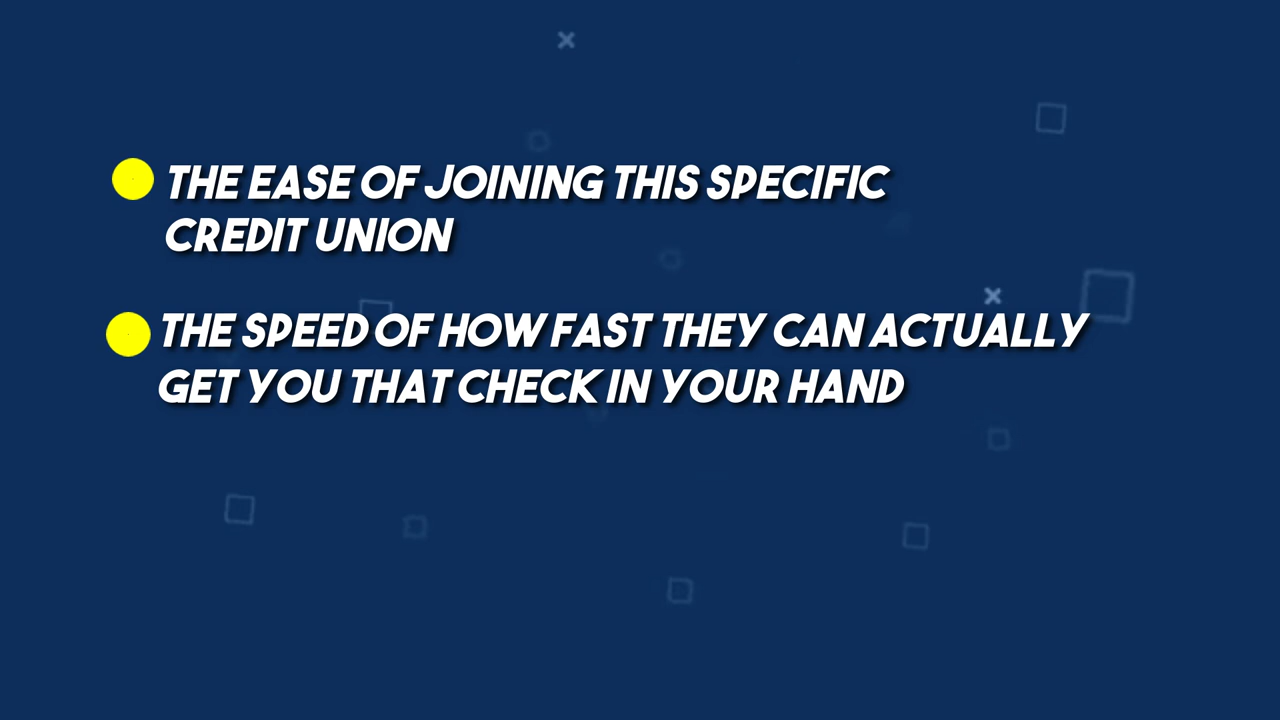 THE EASE OF JOINING THIS SPECIFIC
CREDIT UNION
THE SPEED OF HOW FAST THEY CAN ACTUALLY
GET YOU THAT CHECK IN YOUR HAND